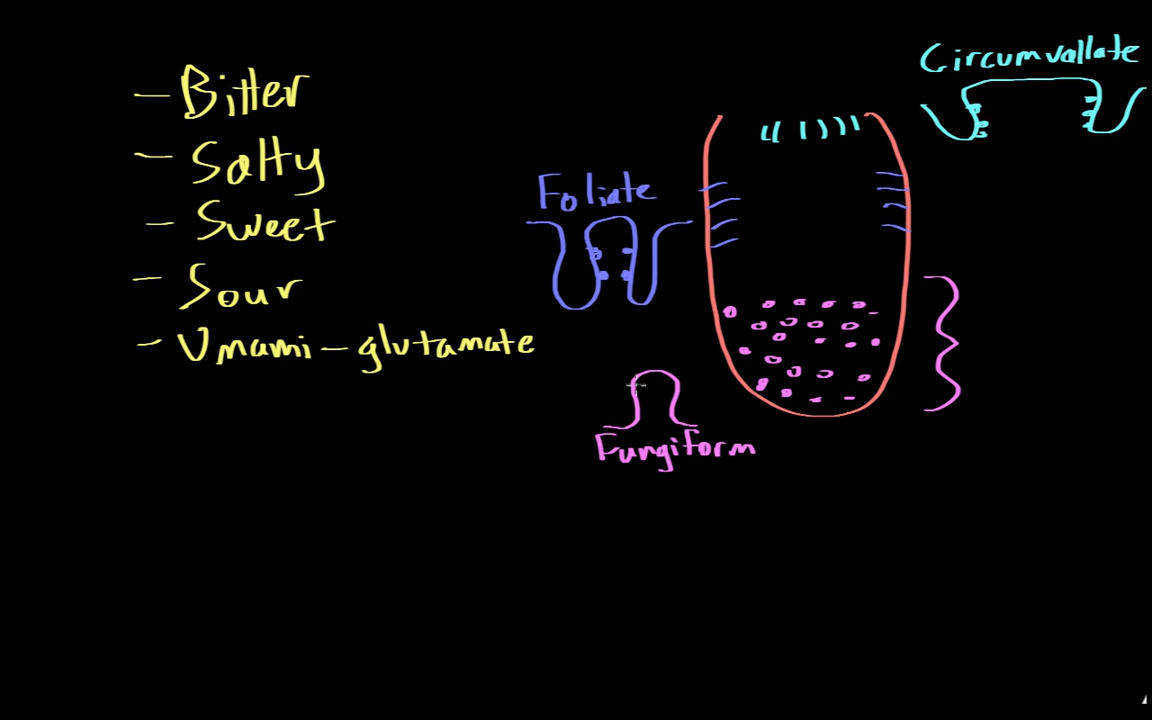 - Bitter
- Salty
- Sweet
- Sour
- Umami - glutamate
Circumvallate
Foliate
Fungiform